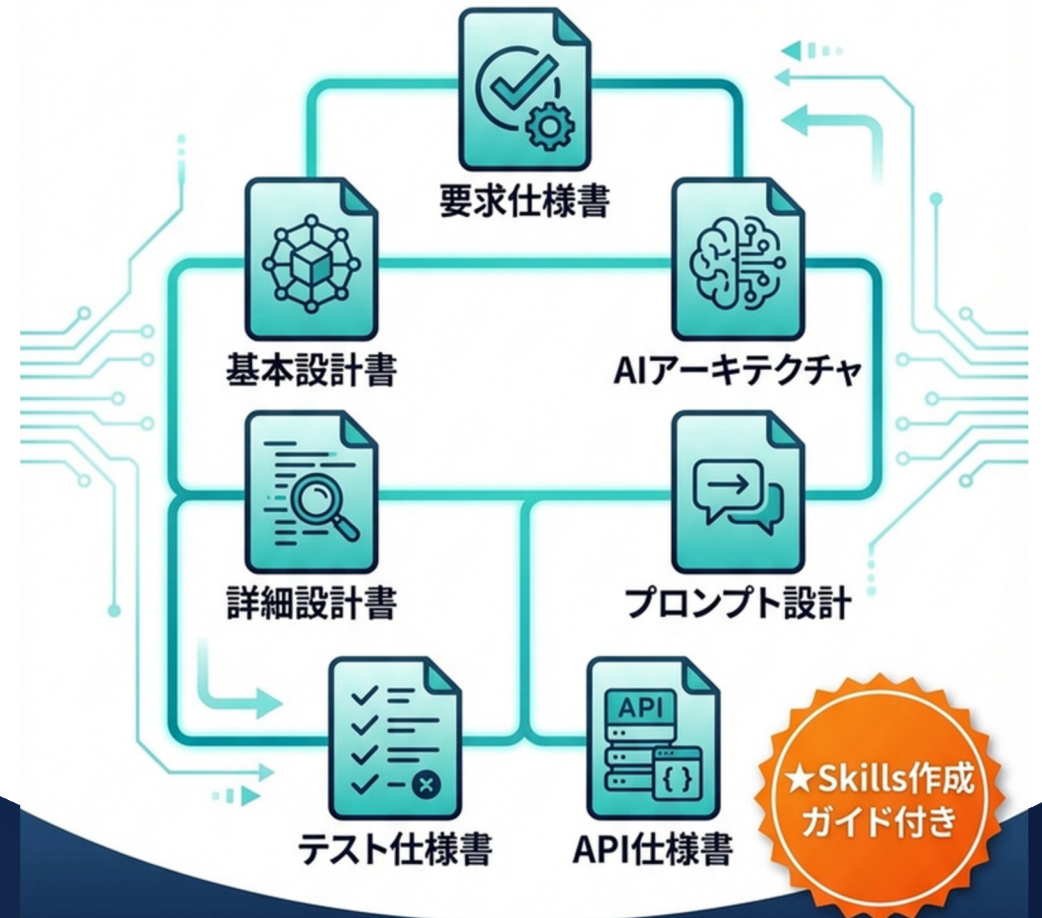 要求仕様書
基本設計書
AIアーキテクチャ
詳細設計書
プロンプト設計
API
{ }
テスト仕様書
API仕様書
★Skills作成
ガイド付き